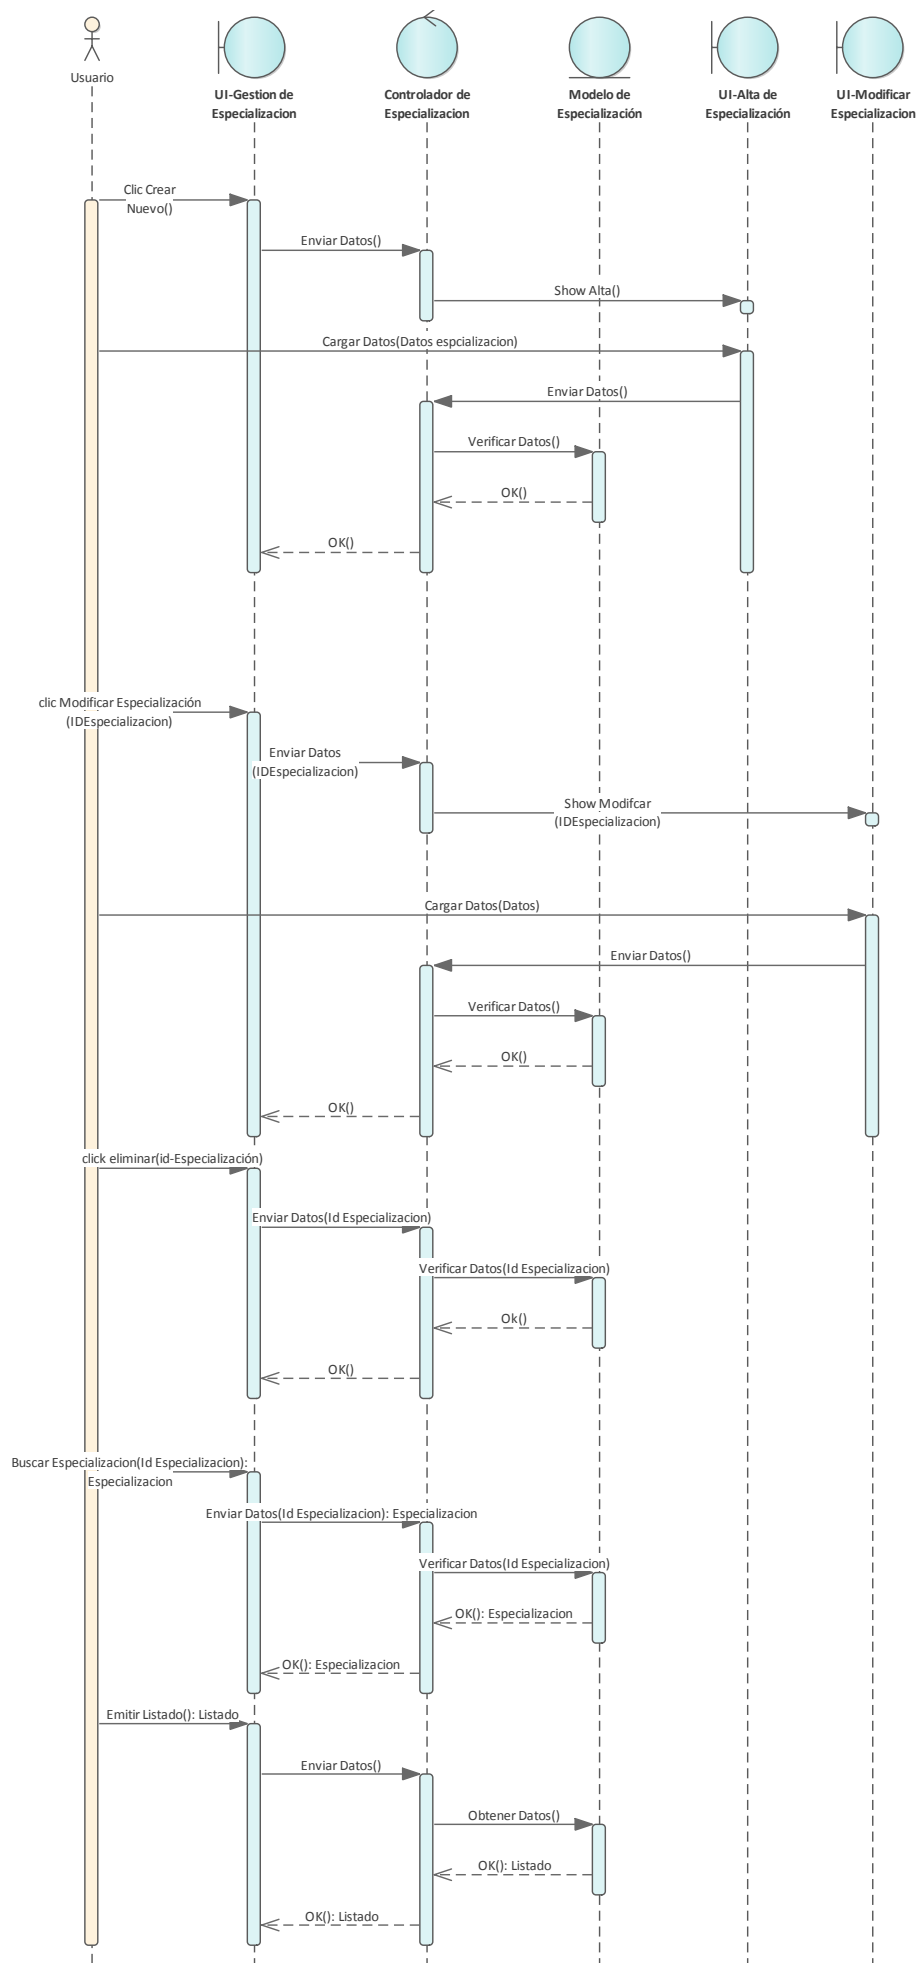 Usuario
UI-Gestion de
Especializacion
Controlador de
Especializacion
Modelo de
Especialización
UI-Alta de
Especialización
UI-Modificar
Especializacion
Clic Crear
Nuevo()
Enviar Datos()
Show Alta()
Cargar Datos(Datos espcializacion)
Enviar Datos()
Verificar Datos()
OK()
OK()
clic Modificar Especialización
(IDEspecializacion)
Enviar Datos
(IDEspecializacion)
Show Modifcar
(IDEspecializacion)
Cargar Datos(Datos)
Enviar Datos()
Verificar Datos()
OK()
OK()
click eliminar(id-Especialización)
Enviar Datos(Id Especializacion)
Verificar Datos(Id Especializacion)
Ok()
OK()
Buscar Especializacion(Id Especializacion):
Especializacion
Enviar Datos(Id Especializacion): Especializacion
Verificar Datos(Id Especializacion)
OK(): Especializacion
OK(): Especializacion
Emitir Listado(): Listado
Enviar Datos()
Obtener Datos()
OK(): Listado
OK(): Listado